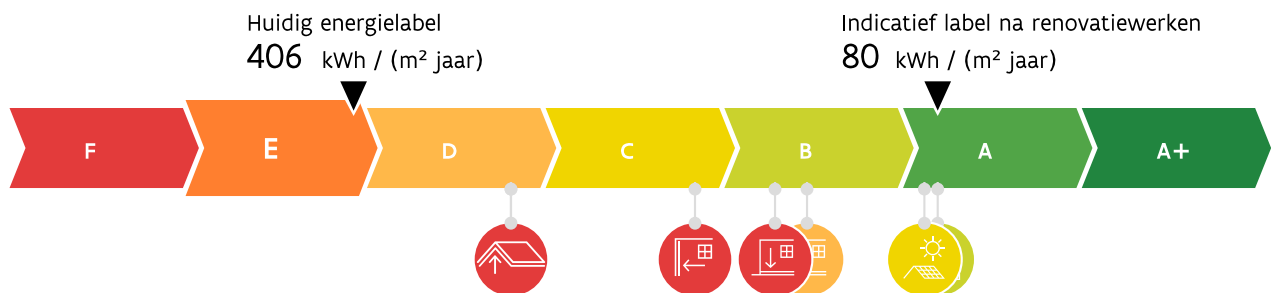 Huidig energielabel
406 kWh / (m² jaar)
Indicatief label na renovatiewerken
80 kWh / (m² jaar)
F E D C B A A+